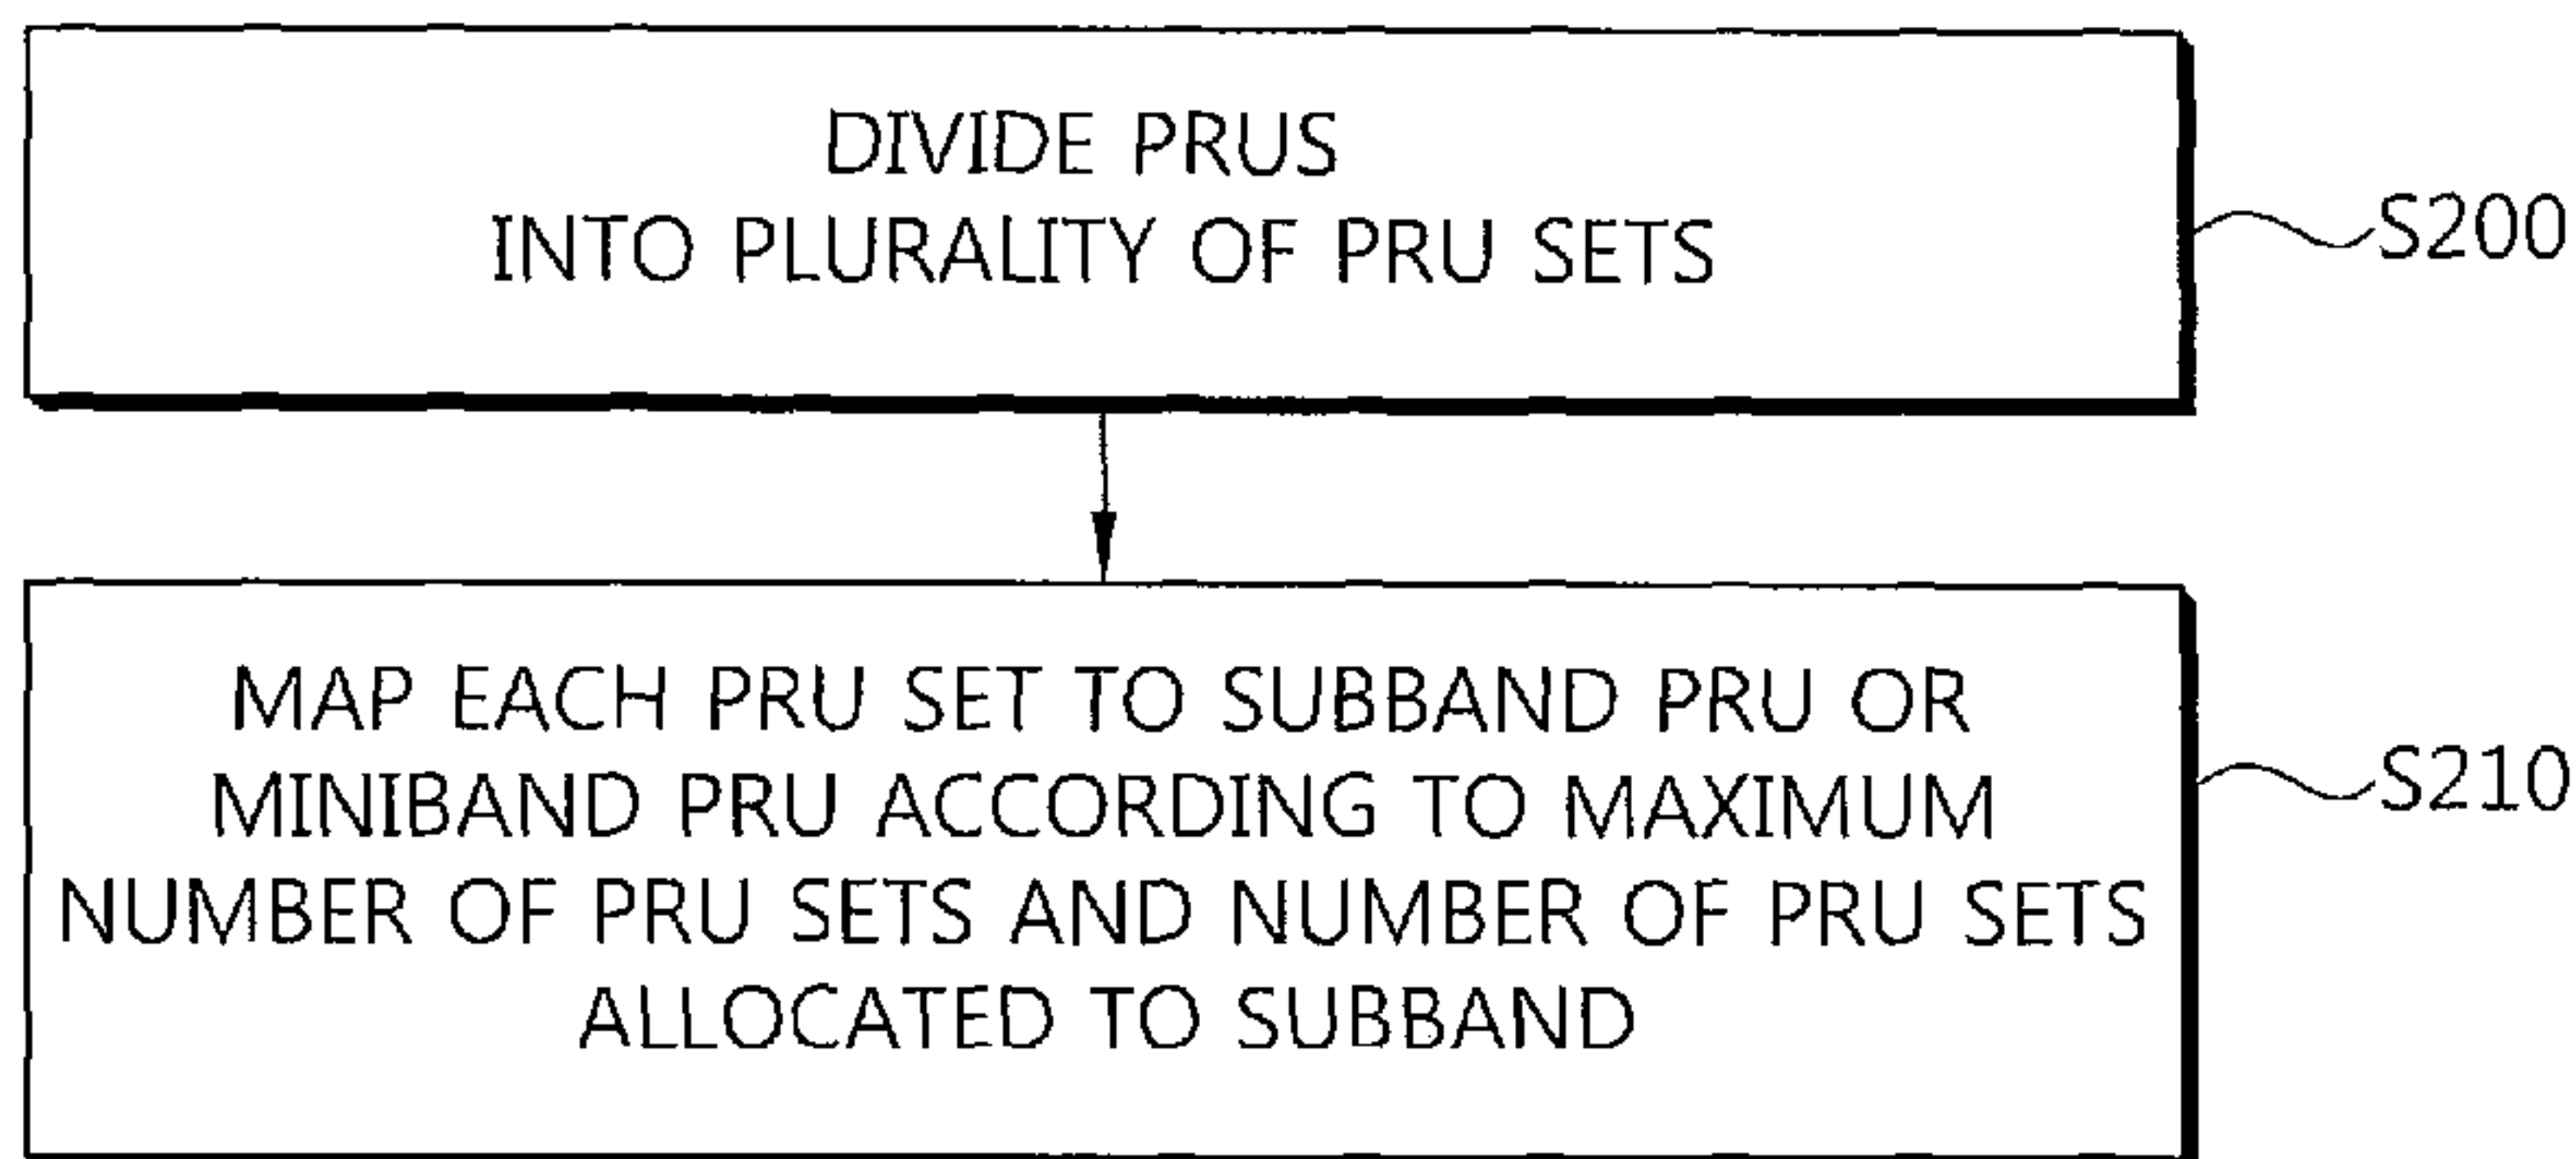 DIVIDE PRUS
INTO PLURALITY OF PRU SETS
S200
MAP EACH PRU SET TO SUBBAND PRU OR
MINIBAND PRU ACCORDING TO MAXIMUM
NUMBER OF PRU SETS AND NUMBER OF PRU SETS
ALLOCATED TO SUBBAND
S210